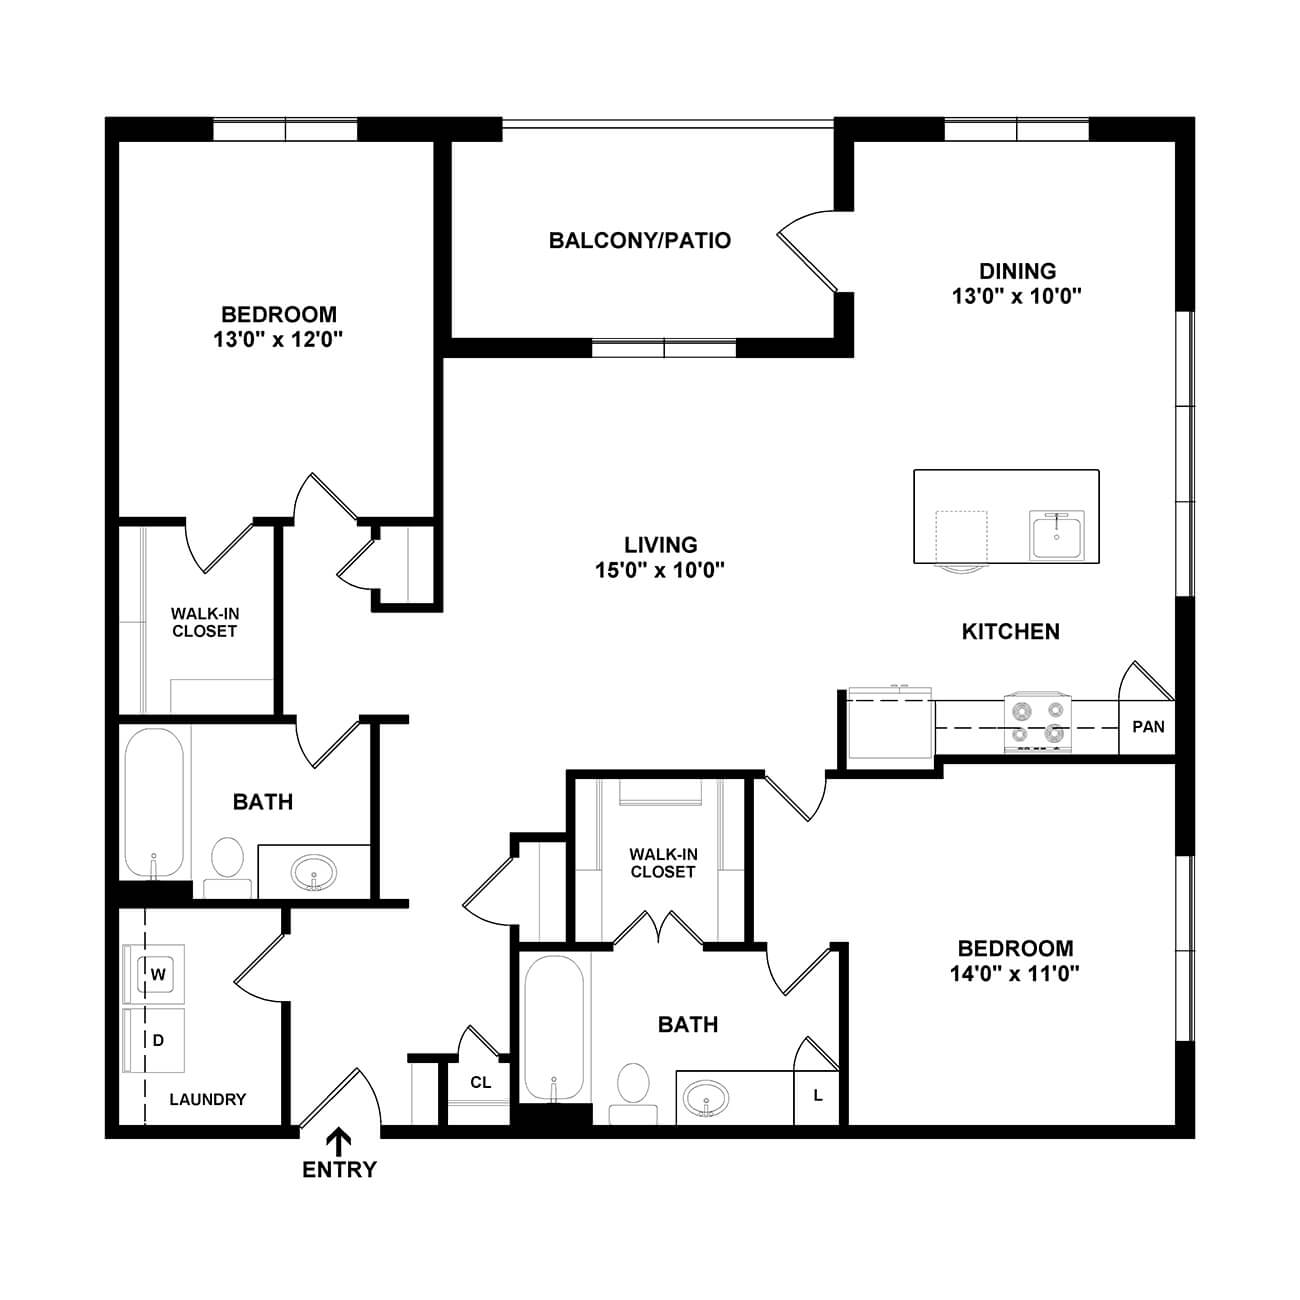 BALCONY/PATIO
DINING
13'0" x 10'0"
BEDROOM
13'0" x 12'0"
LIVING
15'0" x 10'0"
WALK-IN
CLOSET
KITCHEN
PAN
BATH
WALK-IN
CLOSET
BEDROOM
14'0" x 11'0"
W
D
LAUNDRY
BATH
CL
L
ENTRY